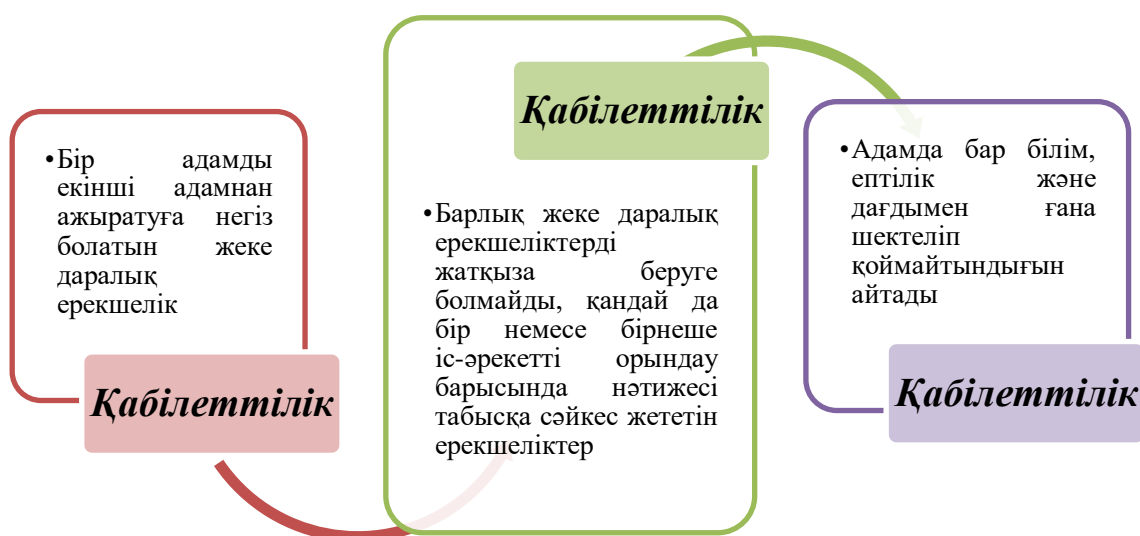 •Бір адамды
екінші адамнан
ажыратуға негіз
болатын жеке
даралық
ерекшелік
Қабілеттілік
Қабілеттілік
•Барлық жеке даралық
ерекшеліктерді
жатқыза беруге
болмайды, қандай да
бір немесе бірнеше
іс-әрекетті орындау
барысында нәтижесі
табысқа сәйкес жететін
ерекшеліктер
•Адамда бар білім,
ептілік және
дағдымен ғана
шектеліп
қоймайтындығын
айтады
Қабілеттілік